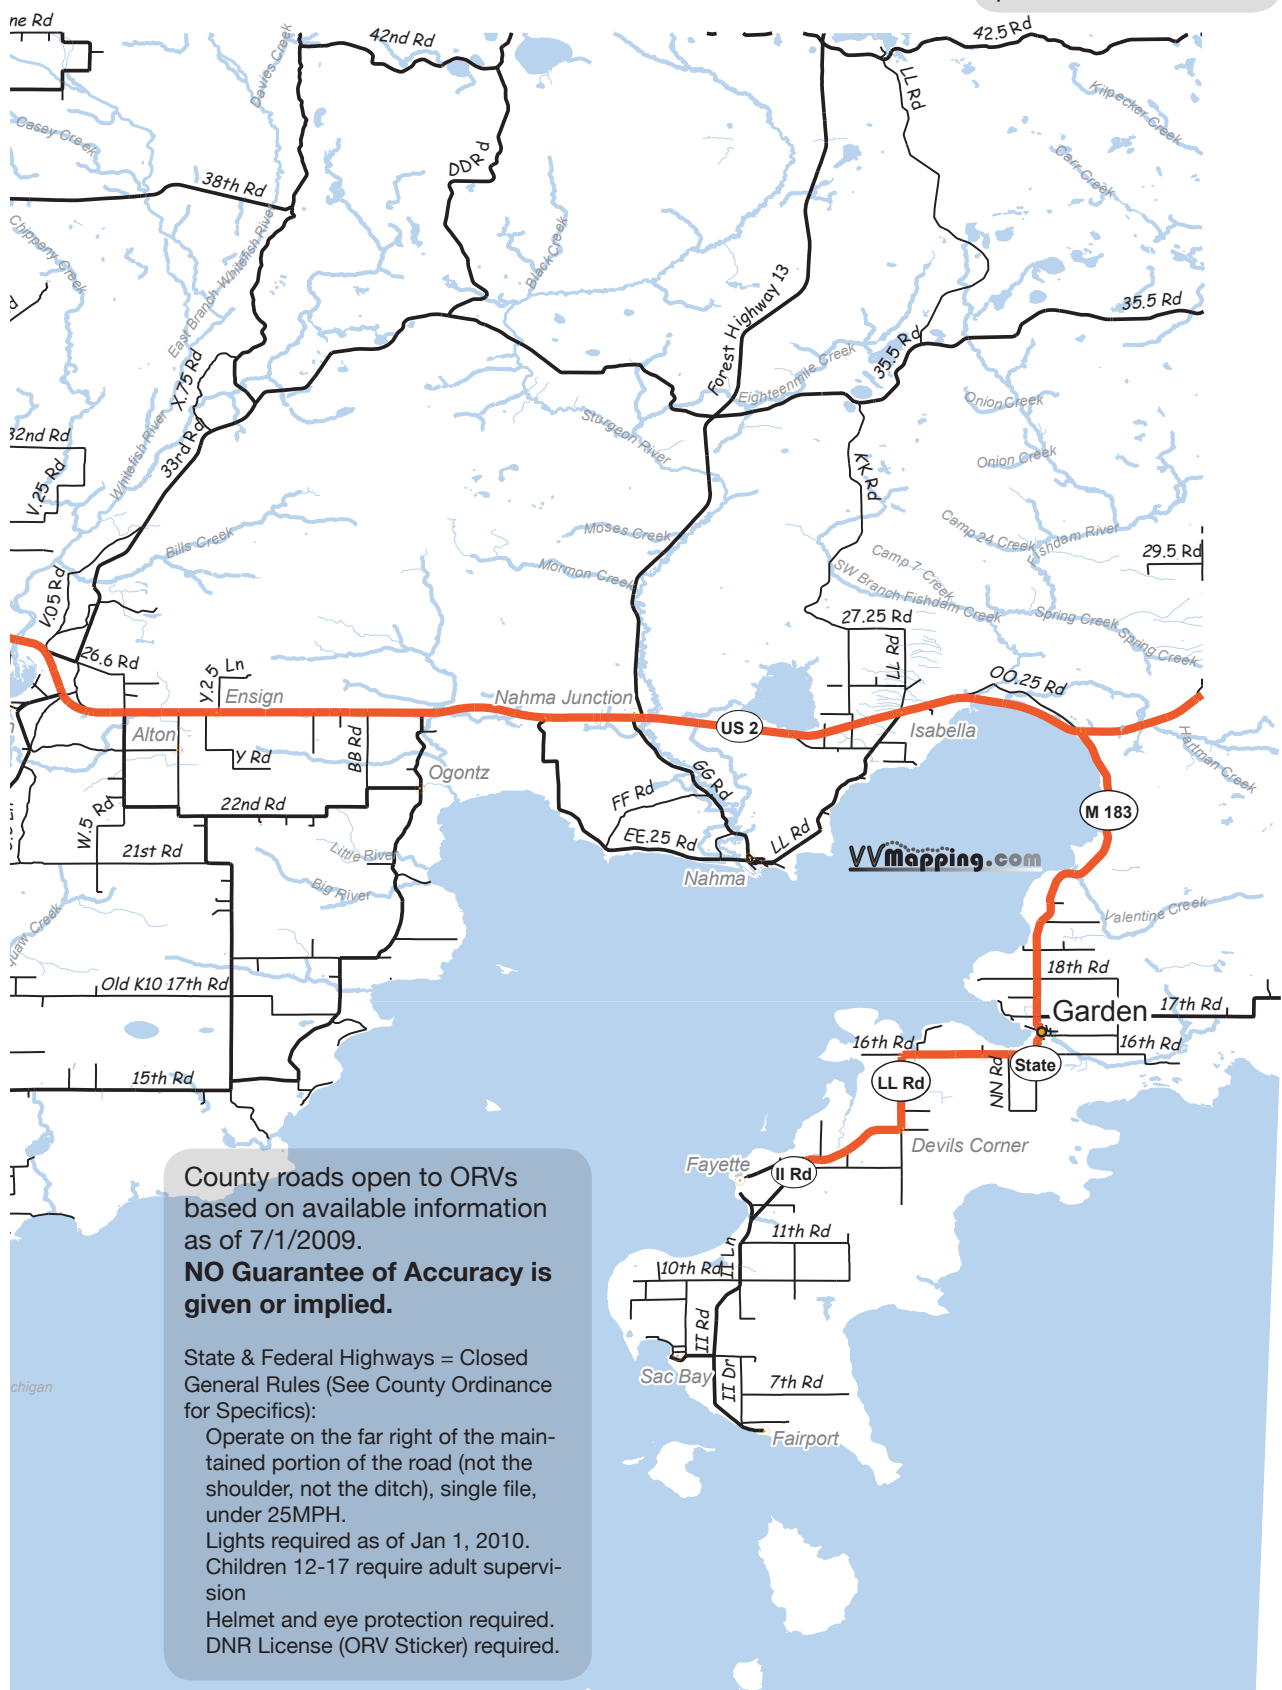 ne Rd
42nd Rd
42.5 Rd
Davies Creek
LL Rd
Kilpecker Creek
Casey Creek
DD Rd
Carr Creek
38th Rd
Chippeny Creek
East Branch Whitefish River
Black Creek
Forest Highway 13
35.5 Rd
35.5 Rd
X.75 Rd
Eighteenmile Creek
Onion Creek
Whitefish River
33rd Rd
Sturgeon River
32nd Rd
KK Rd
Onion Creek
V.25 Rd
Bills Creek
Moses Creek
Camp 24 Creek
Fishdam River
29.5 Rd
Mormon Creek
Camp 7 Creek
SW Branch Fishdam Creek
V.05 Rd
27.25 Rd
Spring Creek
Spring Creek
26.6 Rd
LL Rd
Y.2.5 Ln
OO.25 Rd
Ensign
Nahma Junction
Alton
US 2
Isabella
BB Rd
Y Rd
Ogontz
GG Rd
Hartman Creek
FF Rd
22nd Rd
M 183
W.5 Rd
EE.25 Rd
LL Rd
21st Rd
Little River
VVMapping.com
Big River
Nahma
quaw Creek
Valentine Creek
Old K10 17th Rd
18th Rd
Garden
17th Rd
16th Rd
16th Rd
State
15th Rd
LL Rd
NN Rd
Devils Corner
Fayette
II Rd
11th Rd
II Ln
10th Rd
II Rd
Sac Bay
II Dr
7th Rd
Fairport
chigan
County roads open to ORVs
based on available information
as of 7/1/2009.
NO Guarantee of Accuracy is
given or implied.
State & Federal Highways = Closed
General Rules (See County Ordinance
for Specifics):
Operate on the far right of the main-
tained portion of the road (not the
shoulder, not the ditch), single file,
under 25MPH.
Lights required as of Jan 1, 2010.
Children 12-17 require adult supervi-
sion
Helmet and eye protection required.
DNR License (ORV Sticker) required.